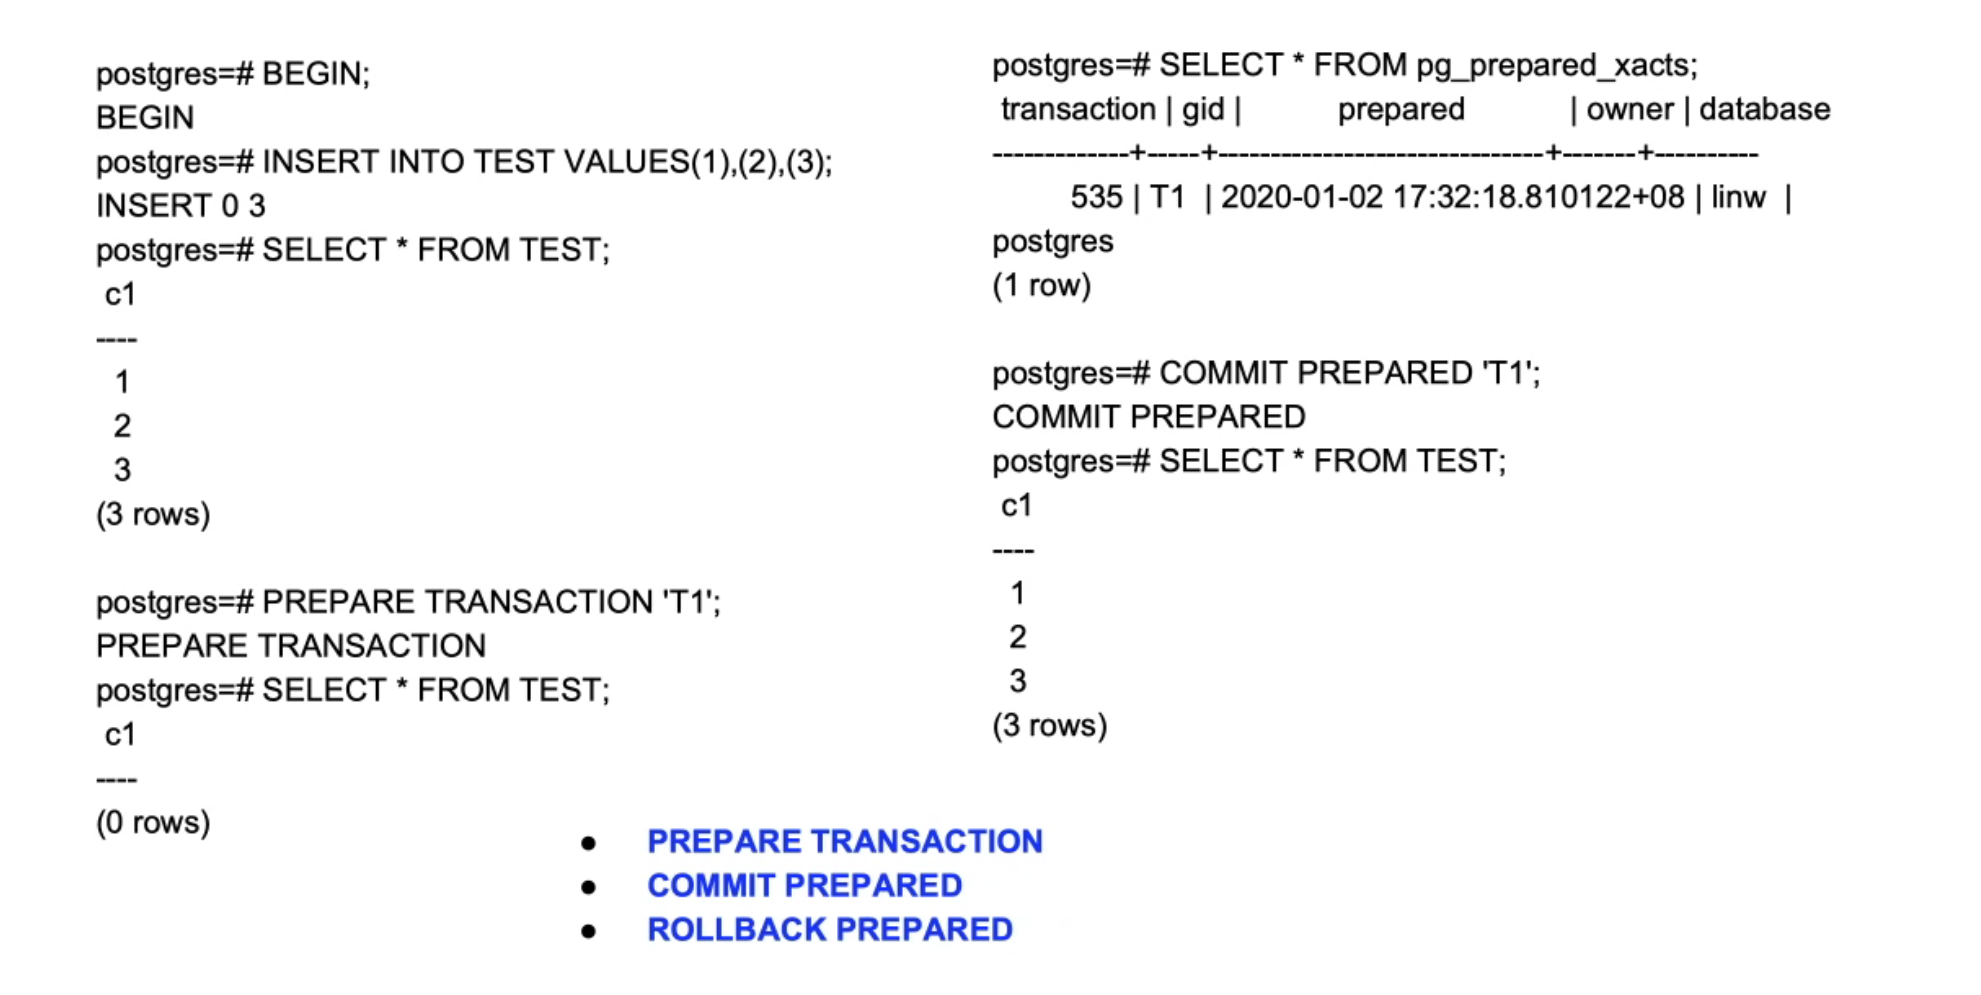 postgres=# BEGIN;
BEGIN
postgres=# INSERT INTO TEST VALUES(1),(2),(3);
INSERT 0 3
postgres=# SELECT * FROM TEST;
c1
----
1
2
3
(3 rows)
postgres=# PREPARE TRANSACTION 'T1';
PREPARE TRANSACTION
postgres=# SELECT * FROM TEST;
c1
----
(0 rows)
postgres=# SELECT * FROM pg_prepared_xacts;
transaction | gid | prepared | owner | database
-------------+-----+-------------------------------+-------+----------
535 | T1 | 2020-01-02 17:32:18.810122+08 | linw |
postgres
(1 row)
postgres=# COMMIT PREPARED 'T1';
COMMIT PREPARED
postgres=# SELECT * FROM TEST;
c1
----
1
2
3
(3 rows)
● PREPARE TRANSACTION
● COMMIT PREPARED
● ROLLBACK PREPARED